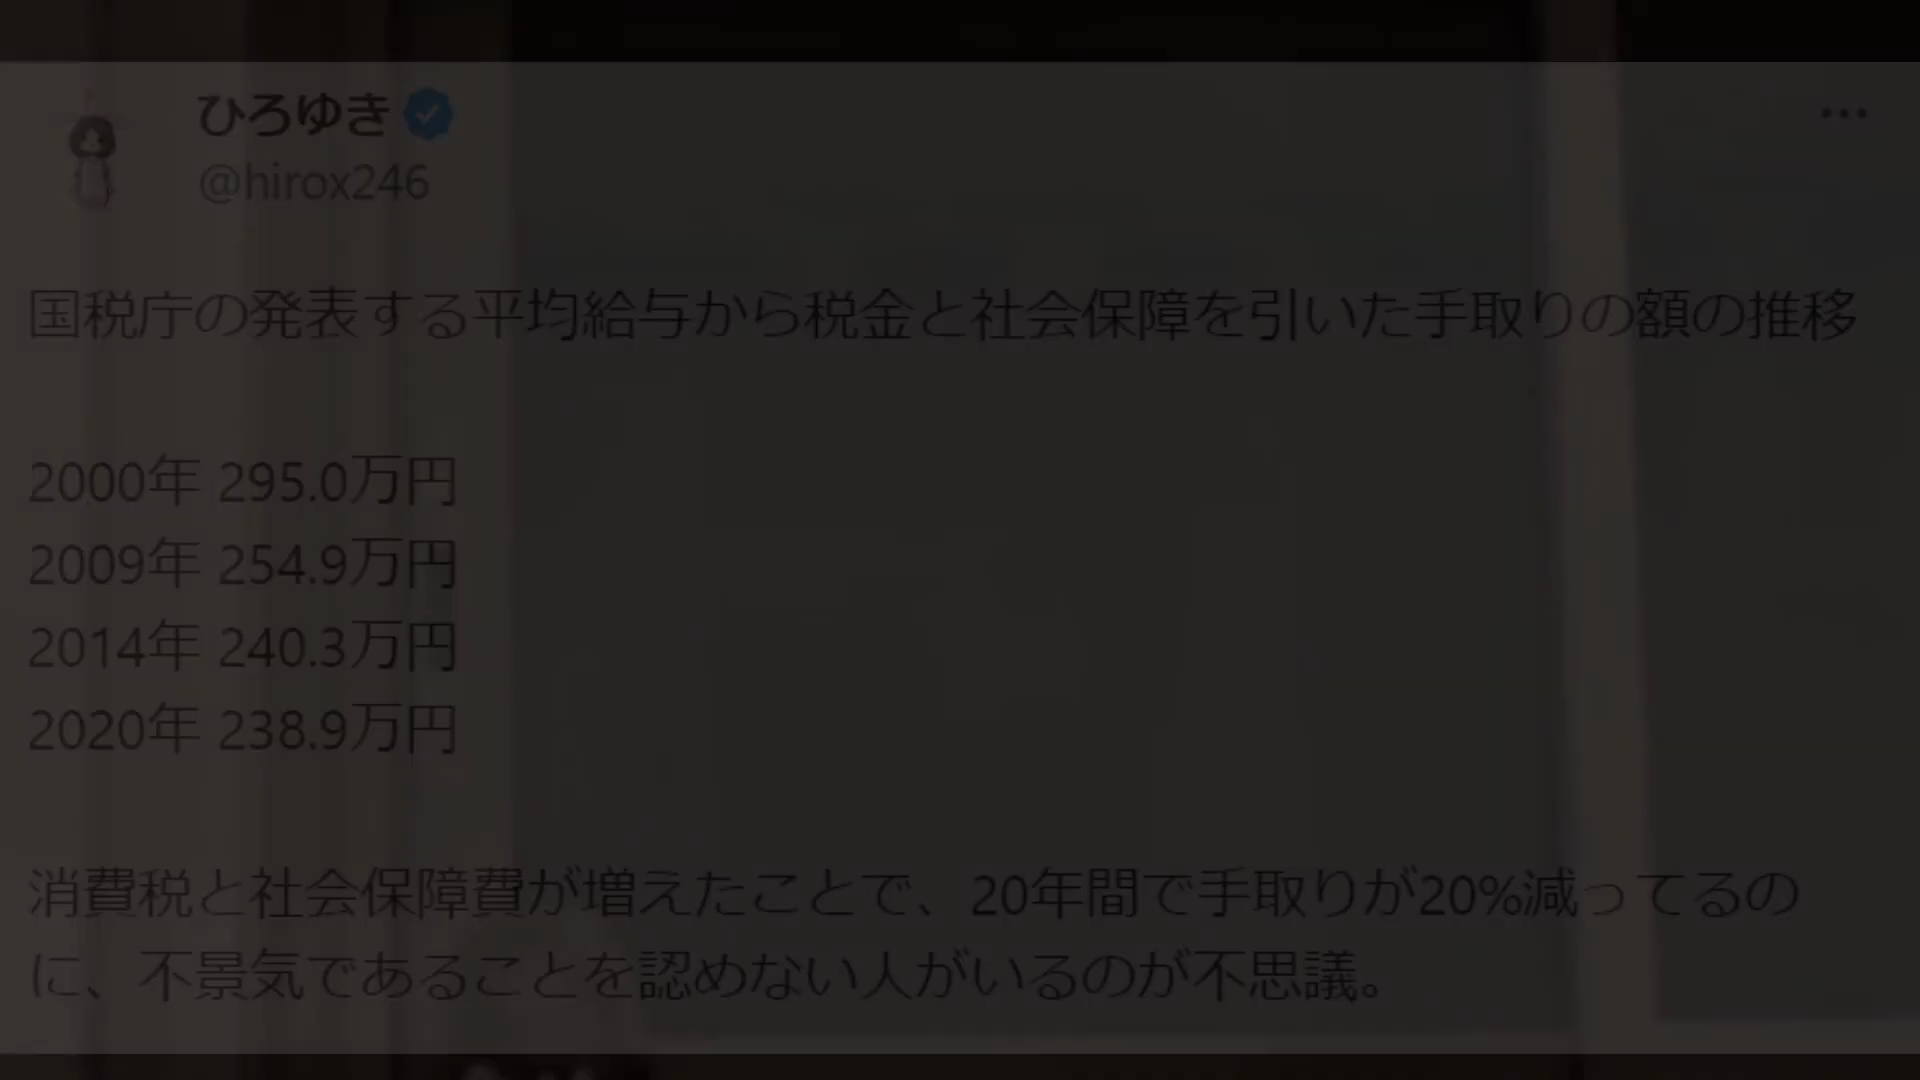 ひろゆき
@hirox246
国税庁の発表する平均給与から税金と社会保障を引いた手取りの額の推移
2000年 295.0万円
2009年 254.9万円
2014年 240.3万円
2020年 238.9万円
消費税と社会保障費が増えたことで、20年間で手取りが20%減ってるの
に、不景気であることを認めない人がいるのが不思議。